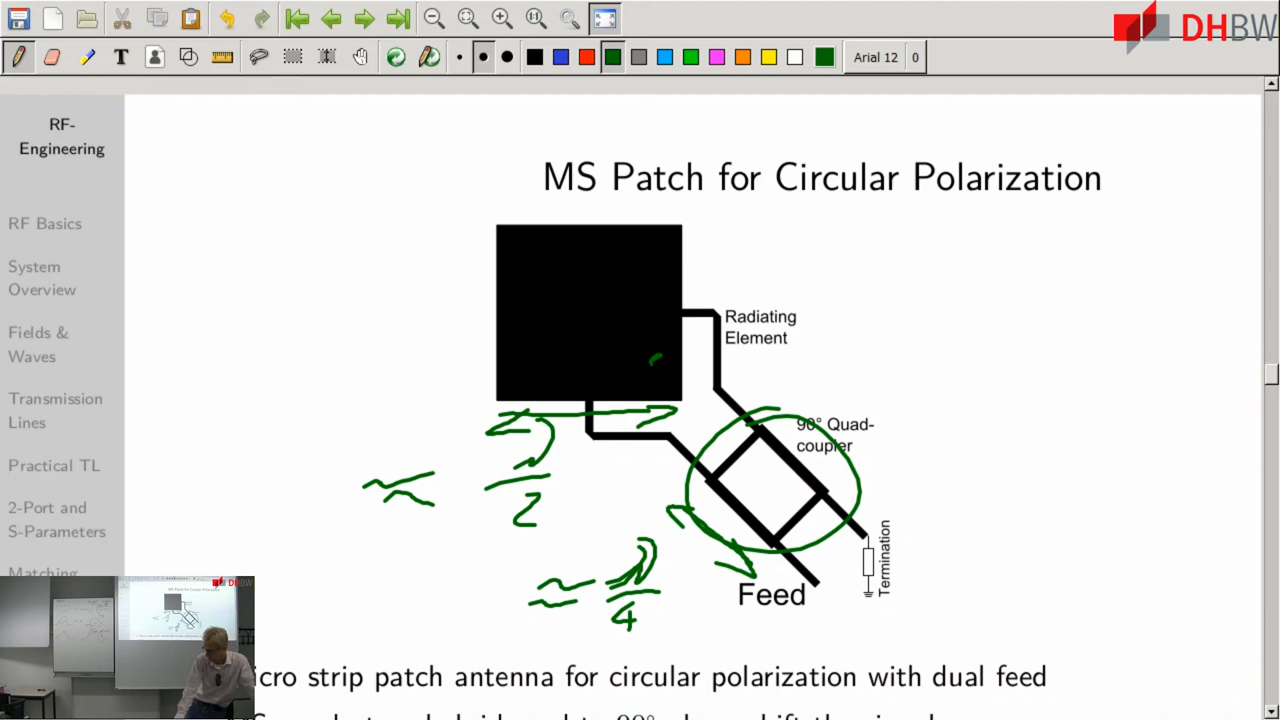 DHBW
Arial 12
0
RF-
Engineering
RF Basics
System
Overview
Fields &
Waves
Transmission
Lines
Practical TL
2-Port and
S-Parameters
Matching
MS Patch for Circular Polarization
Radiating
Element
90° Quad-
coupler
Termination
Feed
≈ λ/2
≈ λ/4
icro strip patch antenna for circular polarization with dual feed